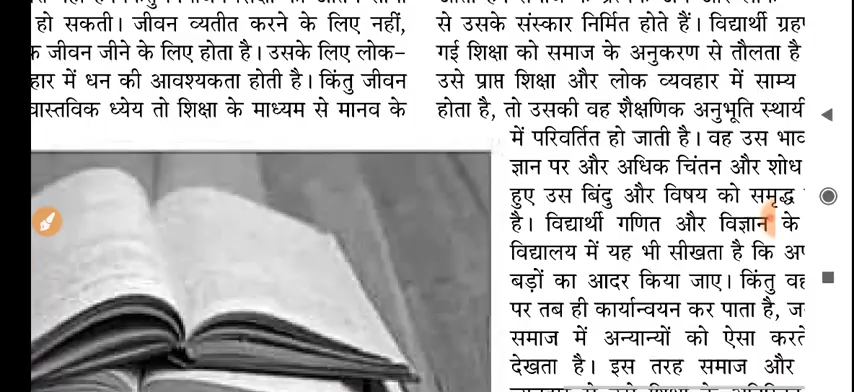 हो सकती। जीवन व्यतीत करने के लिए नहीं,
जीवन जीने के लिए होता है। उसके लिए लोक-
हार में धन की आवश्यकता होती है। किंतु जीवन
वास्तविक ध्येय तो शिक्षा के माध्यम से मानव के
से उसके संस्कार निर्मित होते हैं। विद्यार्थी
गई शिक्षा को समाज के अनुकरण से तौलता है
उसे प्राप्त शिक्षा और लोक व्यवहार में साम्य
होता है, तो उसकी वह शैक्षणिक अनुभूति स्थायी
में परिवर्तित हो जाती है। वह उस
ज्ञान पर और अधिक चिंतन और शोध
हुए उस बिंदु और विषय को समृद्ध
है। विद्यार्थी गणित और विज्ञान के
विद्यालय में यह भी सीखता है कि
बड़ों का आदर किया जाए। किंतु
पर तब ही कार्यान्वयन कर पाता है,
समाज में अन्यान्यों को ऐसा करते
देखता है। इस तरह समाज और